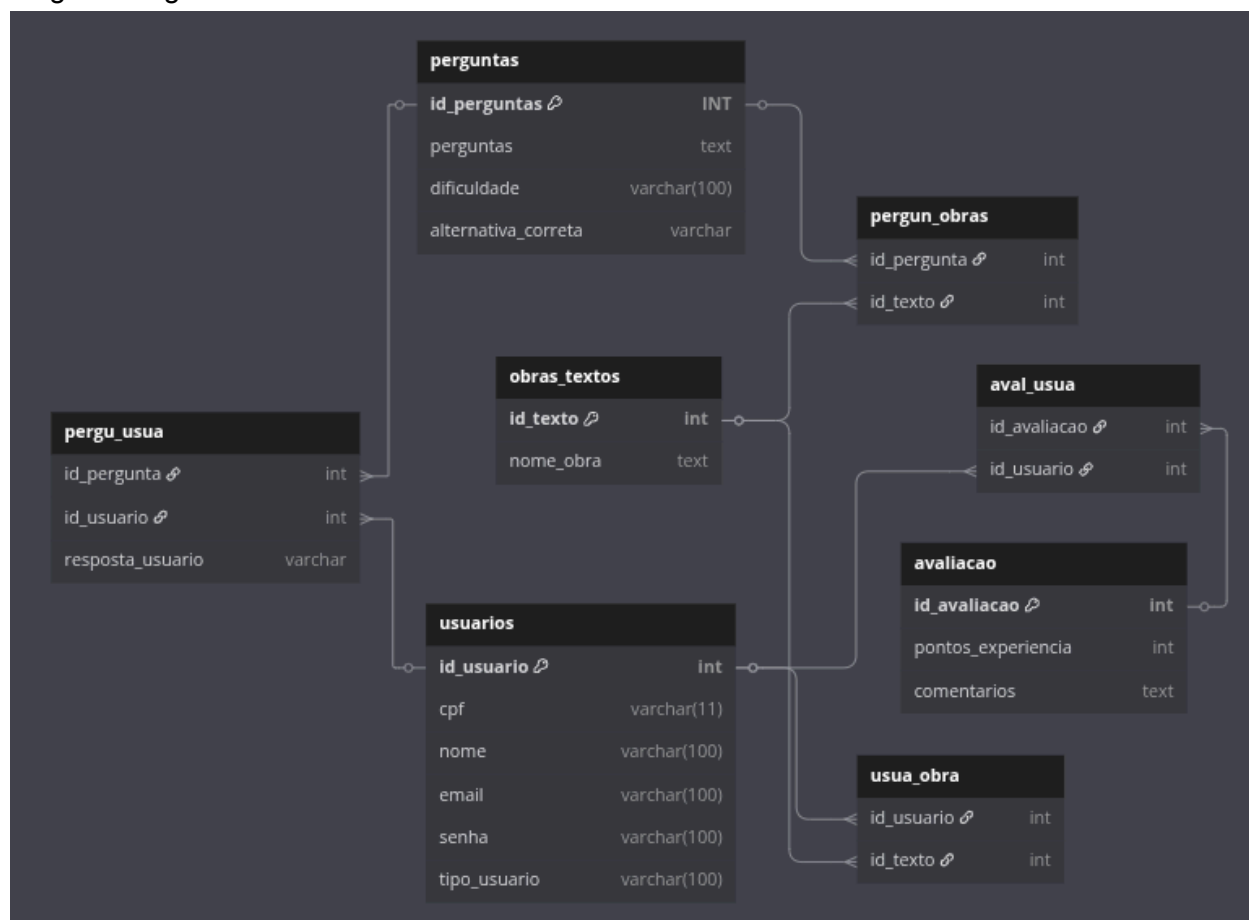 perguntas
id_perguntas INT
perguntas text
dificuldade varchar(100)
alternativa_correta varchar
pergun_obras
id_pergunta int
id_texto int
obras_textos
id_texto int
nome_obra text
aval_usua
id_avaliacao int
id_usuario int
pergu_usua
id_pergunta int
id_usuario int
resposta_usuario varchar
avaliacao
id_avaliacao int
pontos_experiencia int
comentarios text
usuarios
id_usuario int
cpf varchar(11)
nome varchar(100)
email varchar(100)
senha varchar(100)
tipo_usuario varchar(100)
usua_obra
id_usuario int
id_texto int